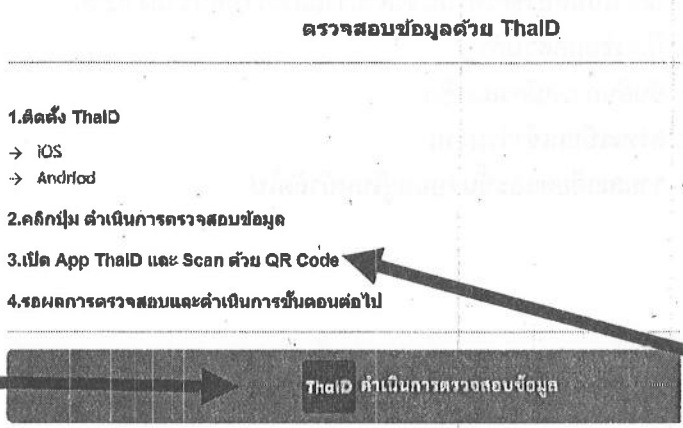 ตรวจสอบข้อมูลด้วย ThaID
1.ติดตั้ง ThaID
→ iOS
→ Andriod
2.คลิกปุ่ม ดำเนินการตรวจสอบข้อมูล
3.เปิด App ThaID และ Scan ด้วย QR Code
4.รอผลการตรวจสอบและดำเนินการขั้นตอนต่อไป
ThaID ดำเนินการตรวจสอบข้อมูล